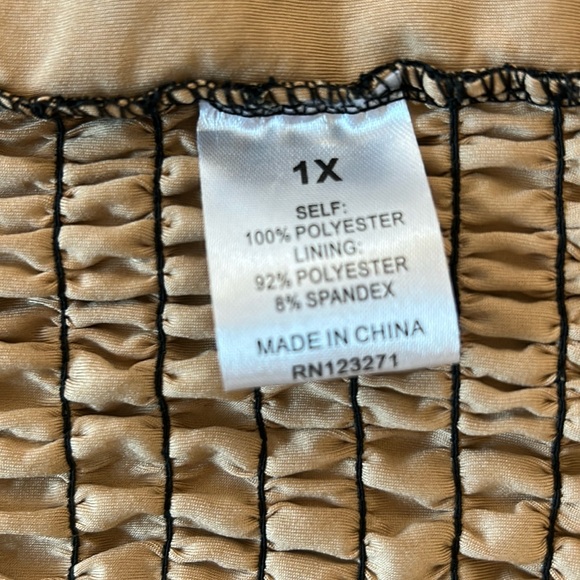 1X
SELF:
100% POLYESTER
LINING:
92% POLYESTER
8% SPANDEX
MADE IN CHINA
RN123271